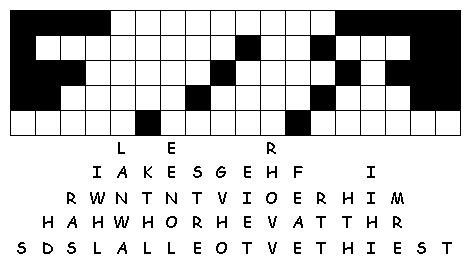 L E R
I A K E S G E H F I
R W N T N T V I O E R H I M
H A H W H O R H E V A T T H R
S D S L A L L E O T V E T H I E S T